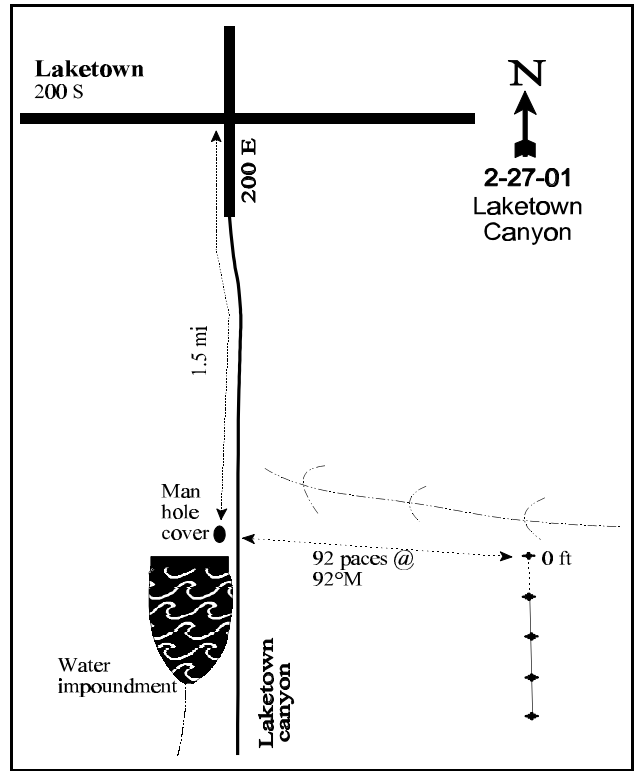 Laketown
200 S
N
200 E
2-27-01
Laketown
Canyon
1.5 mi
Man
hole
cover
92 paces @
92°M
0 ft
Water
impoundment
Laketown
canyon